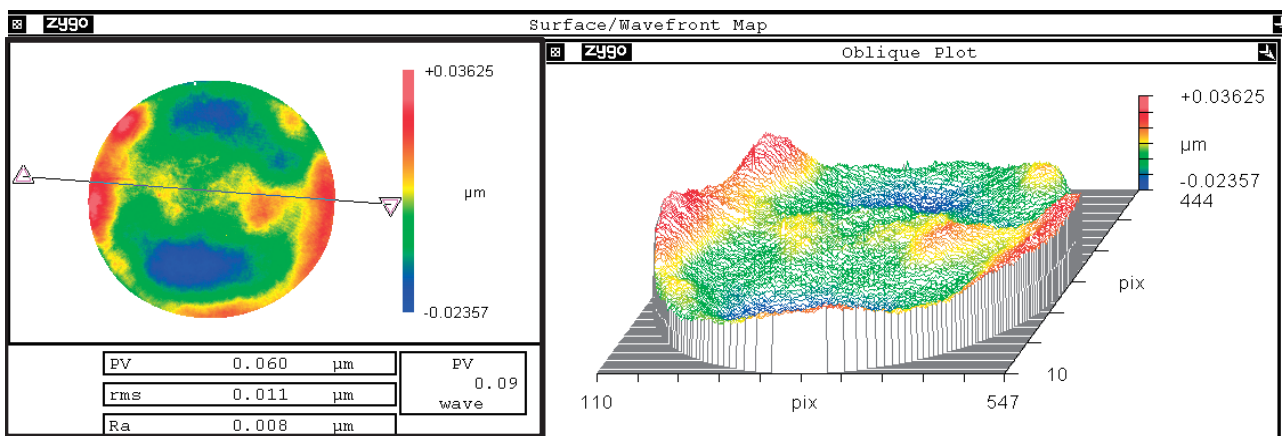 zygo Surface/Wavefront Map
+0.03625
µm
-0.02357
PV 0.060 µm
rms 0.011 µm
Ra 0.008 µm
PV
0.09
wave
zygo Oblique Plot
+0.03625
µm
-0.02357
444
pix
10
110 pix 547